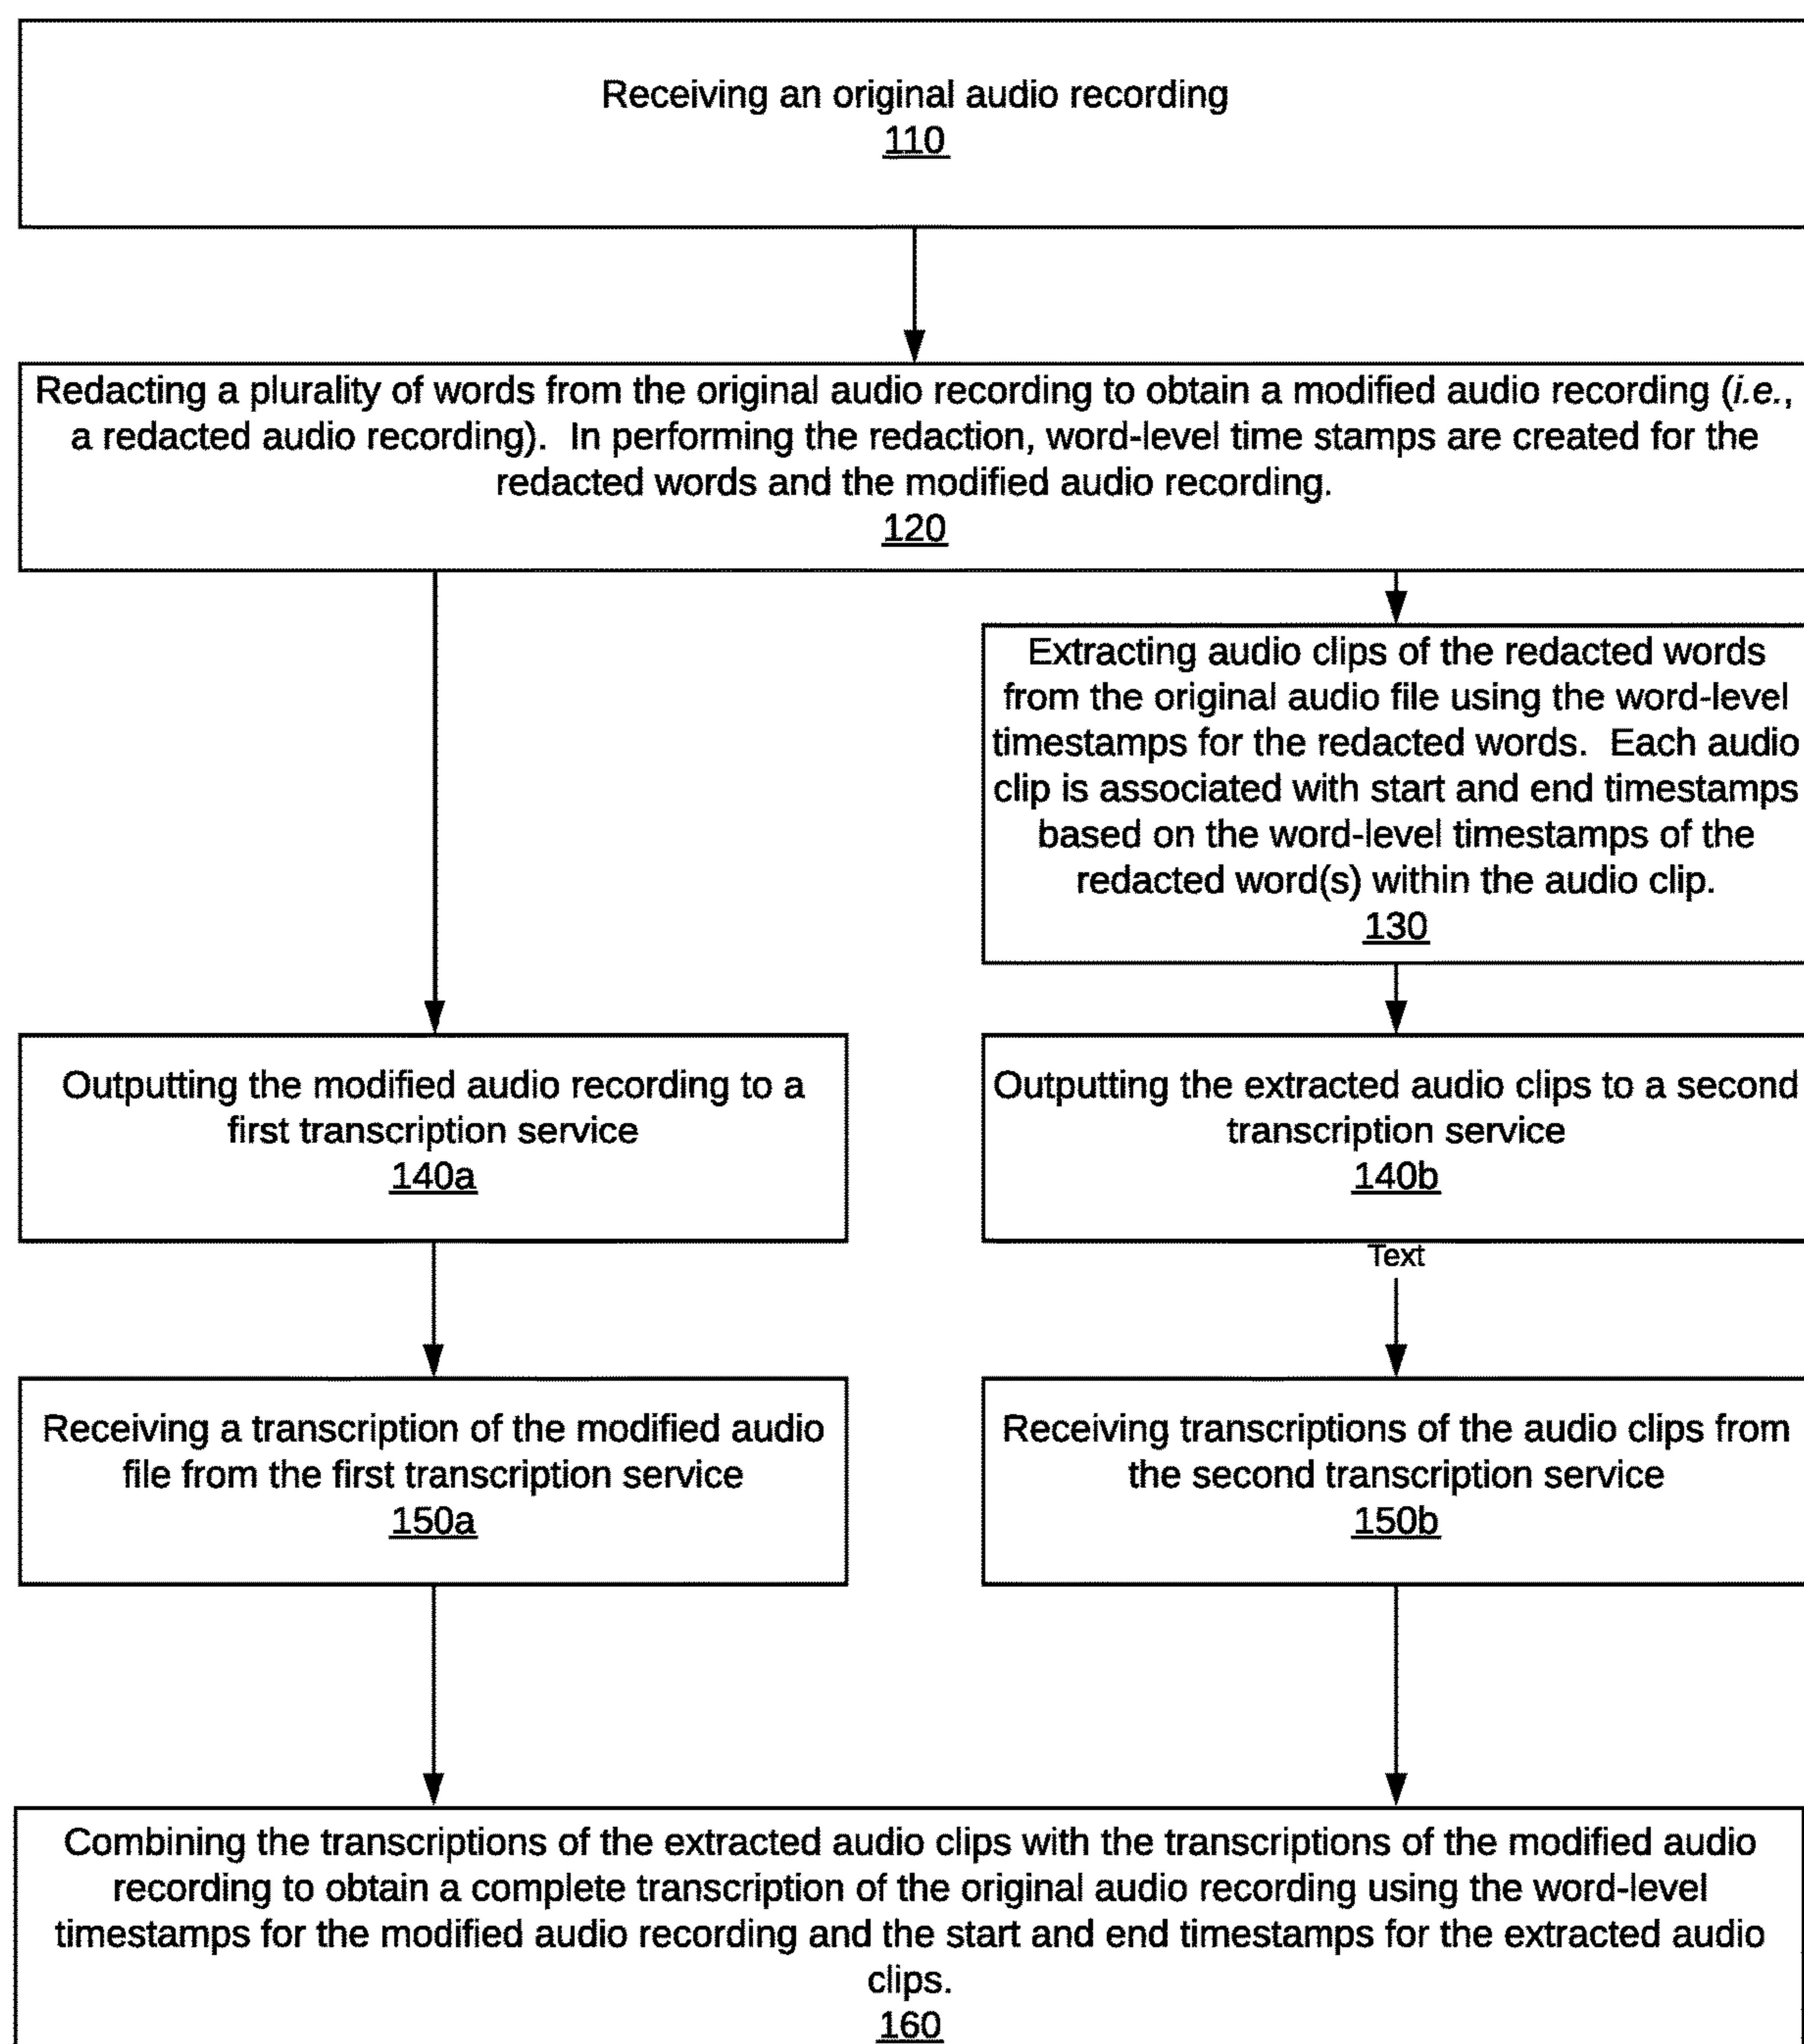 Receiving an original audio recording
110
Redacting a plurality of words from the original audio recording to obtain a modified audio recording (i.e.,
a redacted audio recording).  In performing the redaction, word-level time stamps are created for the
redacted words and the modified audio recording.
120
Extracting audio clips of the redacted words
from the original audio file using the word-level
timestamps for the redacted words.  Each audio
clip is associated with start and end timestamps
based on the word-level timestamps of the
redacted word(s) within the audio clip.
130
Outputting the modified audio recording to a
first transcription service
140a
Outputting the extracted audio clips to a second
transcription service
140b
Text
Receiving a transcription of the modified audio
file from the first transcription service
150a
Receiving transcriptions of the audio clips from
the second transcription service
150b
Combining the transcriptions of the extracted audio clips with the transcriptions of the modified audio
recording to obtain a complete transcription of the original audio recording using the word-level
timestamps for the modified audio recording and the start and end timestamps for the extracted audio
clips.
160